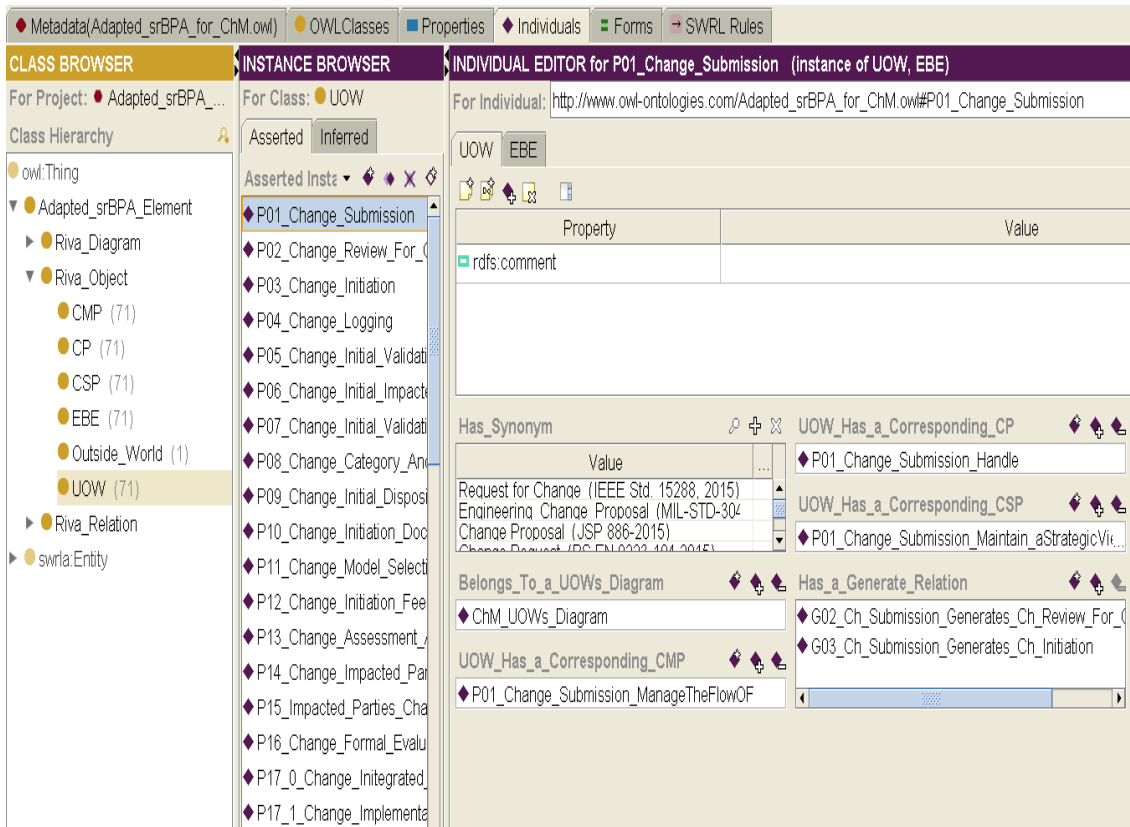 Metadata(Adapted_srBPA_for_ChM.owl) OWLClasses Properties Individuals Forms SWRL Rules
CLASS BROWSER
For Project: Adapted_srBPA_...
Class Hierarchy
owl:Thing
Adapted_srBPA_Element
Riva_Diagram
Riva_Object
CMP (71)
CP (71)
CSP (71)
EBE (71)
Outside_World (1)
UOW (71)
Riva_Relation
swrla:Entity
INSTANCE BROWSER
For Class: UOW
Asserted Inferred
Asserted Insta
P01_Change_Submission
P02_Change_Review_For_
P03_Change_Initiation
P04_Change_Logging
P05_Change_Initial_Validati
P06_Change_Initial_Impacte
P07_Change_Initial_Validati
P08_Change_Category_And
P09_Change_Initial_Disposi
P10_Change_Initiation_Doc
P11_Change_Model_Selecti
P12_Change_Initiation_Fee
P13_Change_Assessment_
P14_Change_Impacted_Par
P15_Impacted_Parties_Cha
P16_Change_Formal_Evalu
P17_0_Change_Initegrated_
P17_1_Change_Implementa
INDIVIDUAL EDITOR for P01_Change_Submission (instance of UOW, EBE)
For Individual: http://www.owl-ontologies.com/Adapted_srBPA_for_ChM.owl#P01_Change_Submission
UOW EBE
Property Value
rdfs:comment
Has_Synonym
Value ...
Request for Change (IEEE Std. 15288, 2015)
Engineering Change Proposal (MIL-STD-304
Change Proposal (JSP 886-2015)
Belongs_To_a_UOWs_Diagram
ChM_UOWs_Diagram
UOW_Has_a_Corresponding_CMP
P01_Change_Submission_ManageTheFlowOF
UOW_Has_a_Corresponding_CP
P01_Change_Submission_Handle
UOW_Has_a_Corresponding_CSP
P01_Change_Submission_Maintain_aStrategicVie...
Has_a_Generate_Relation
G02_Ch_Submission_Generates_Ch_Review_For_
G03_Ch_Submission_Generates_Ch_Initiation